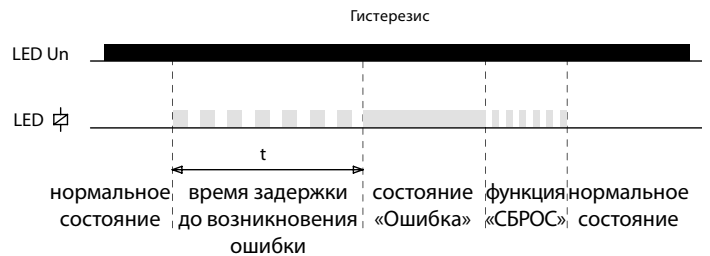 Гистерезис
LED Un
LED
t
нормальное время задержки состояние функция нормальное
состояние до возникновения «Ошибка» «СБРОС» состояние
ошибки